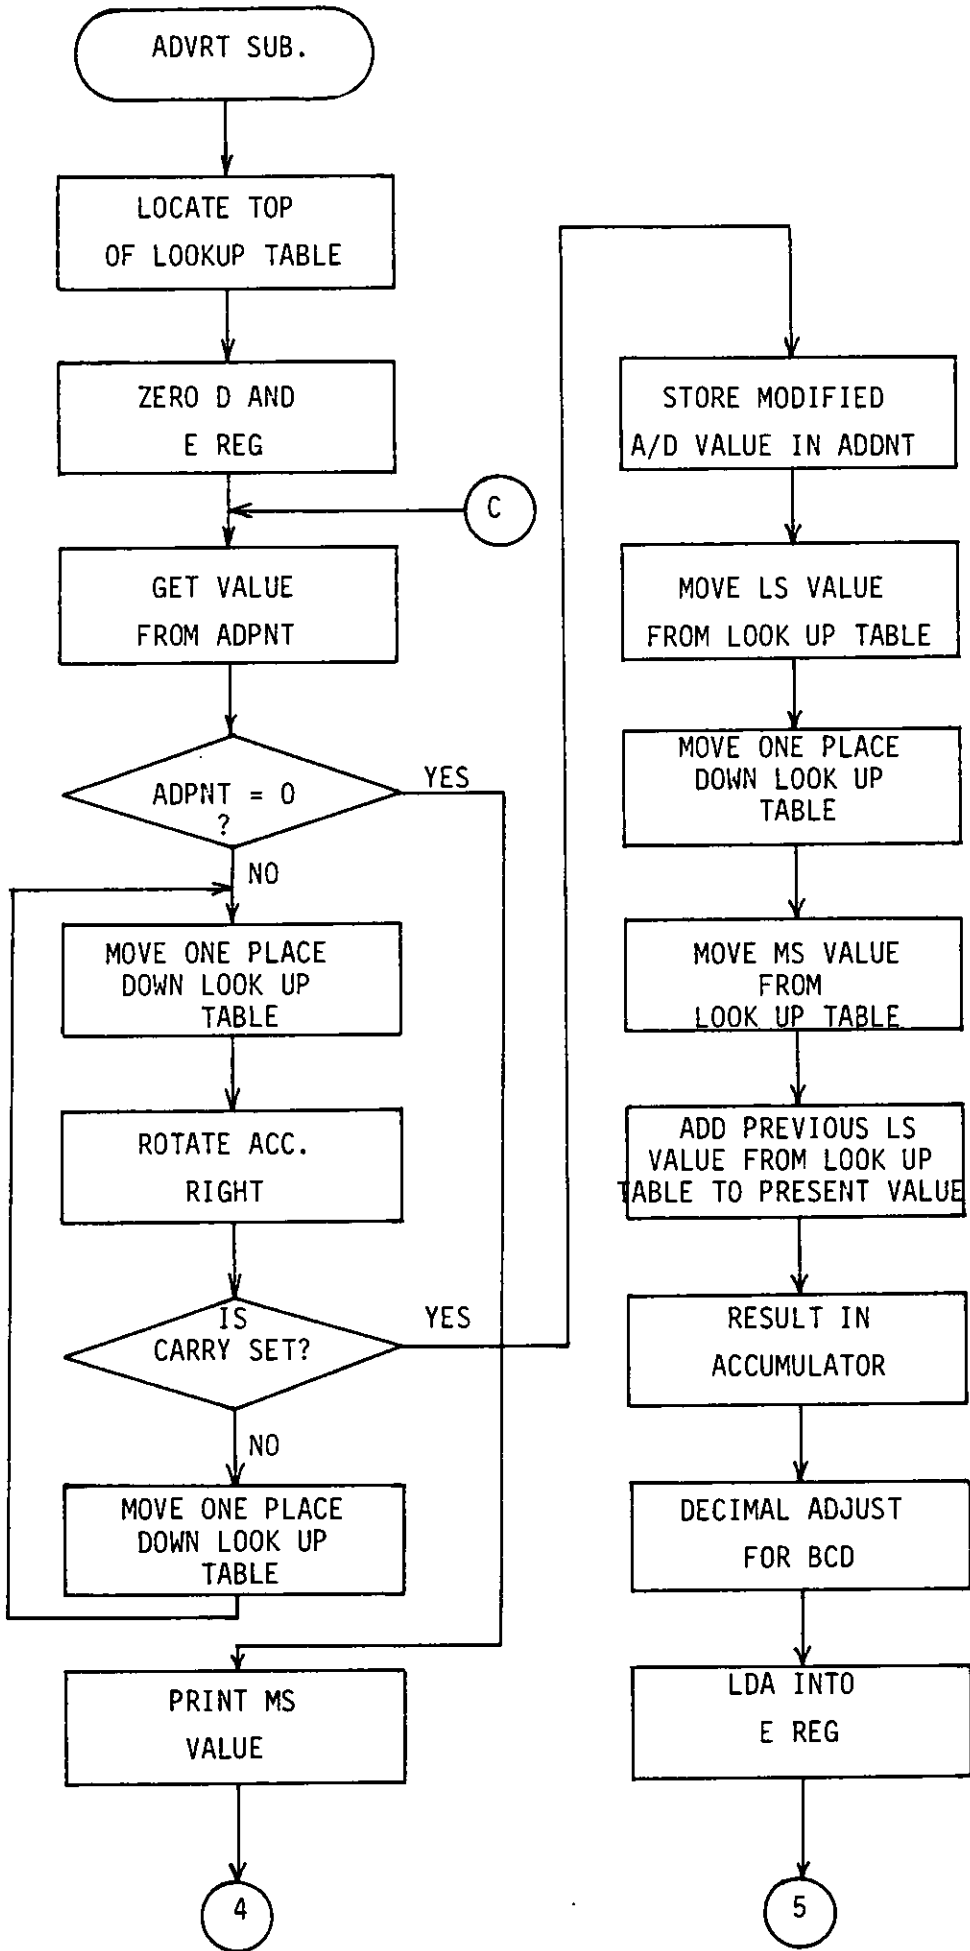 ADVRT SUB.
LOCATE TOP
OF LOOKUP TABLE
ZERO D AND
E REG
C
GET VALUE
FROM ADPNT
ADPNT = 0
?
YES
NO
MOVE ONE PLACE
DOWN LOOK UP
TABLE
ROTATE ACC.
RIGHT
IS
CARRY SET?
YES
NO
MOVE ONE PLACE
DOWN LOOK UP
TABLE
PRINT MS
VALUE
4
STORE MODIFIED
A/D VALUE IN ADDNT
MOVE LS VALUE
FROM LOOK UP TABLE
MOVE ONE PLACE
DOWN LOOK UP
TABLE
MOVE MS VALUE
FROM
LOOK UP TABLE
ADD PREVIOUS LS
VALUE FROM LOOK UP
TABLE TO PRESENT VALUE
RESULT IN
ACCUMULATOR
DECIMAL ADJUST
FOR BCD
LDA INTO
E REG
5